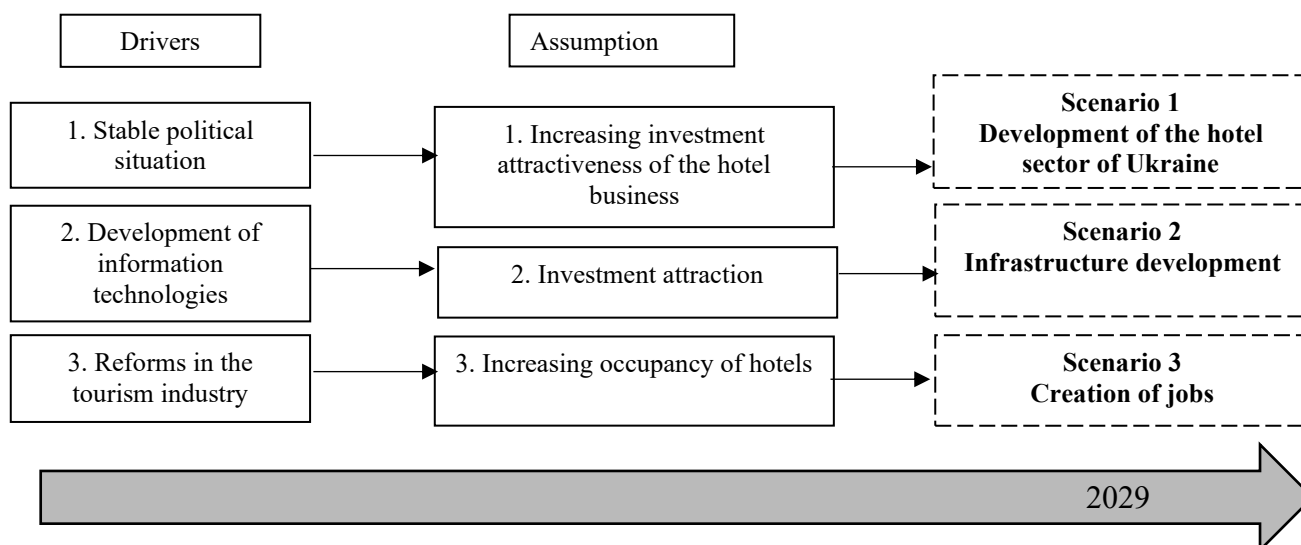 Drivers
Assumption
1. Stable political
situation
1. Increasing investment
attractiveness of the hotel
business
Scenario 1
Development of the hotel
sector of Ukraine
2. Development of
information
technologies
2. Investment attraction
Scenario 2
Infrastructure development
3. Reforms in the
tourism industry
3. Increasing occupancy of hotels
Scenario 3
Creation of jobs
2029